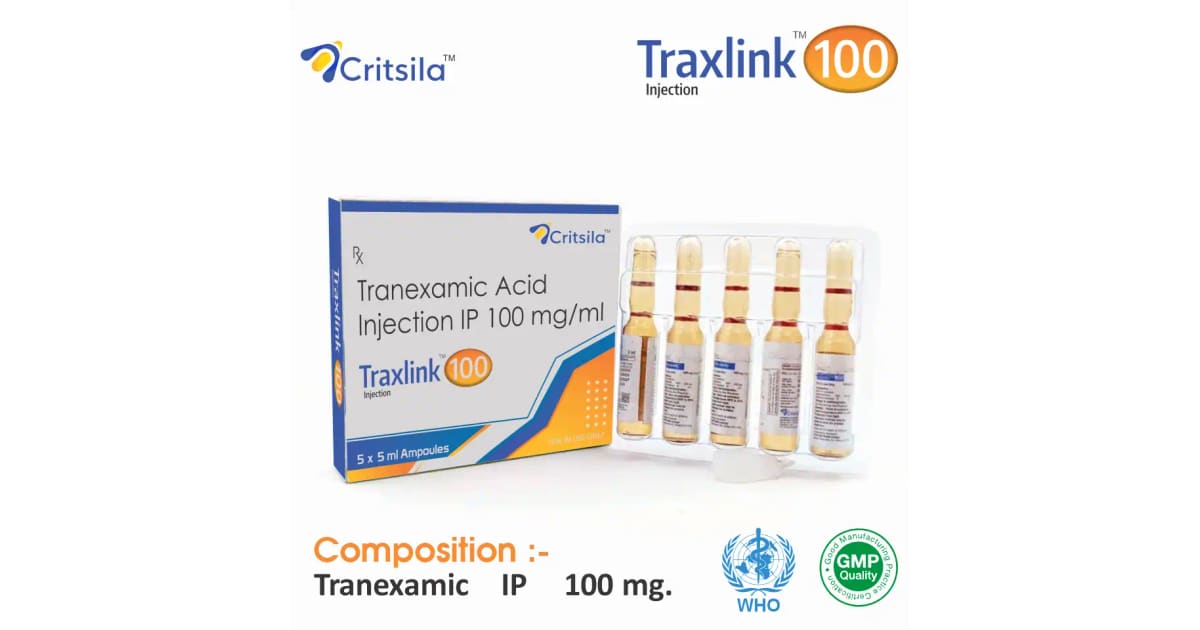 Critsila™
Traxlink™ 100
Injection
Critsila™
Rx
Tranexamic Acid
Injection IP 100 mg/ml
Traxlink™ 100
Injection
5 x 5 ml Ampoules
Traxlink 100
Composition :-
Tranexamic IP 100 mg.
WHO
Good Manufacturing
Practice Certification
GMP
Quality